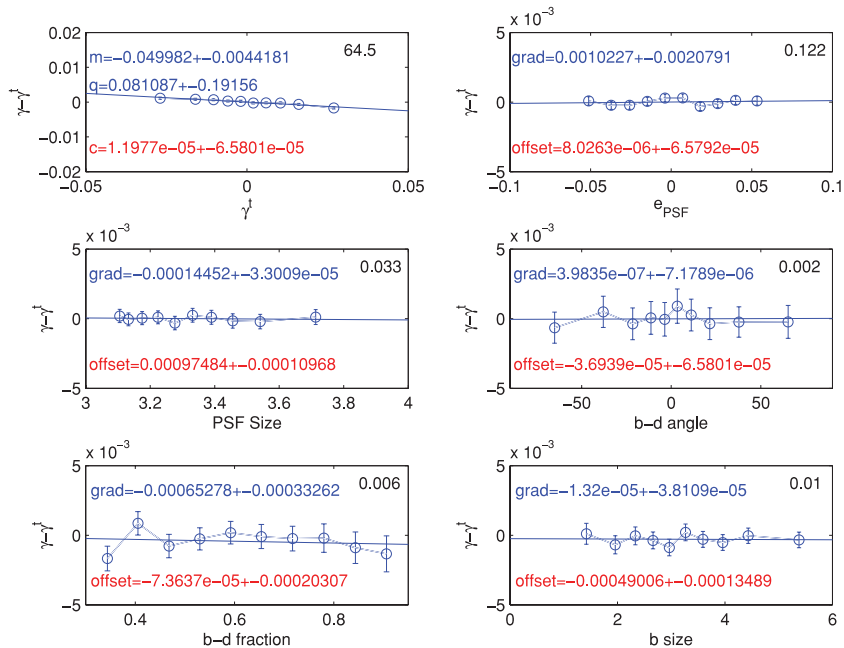 0.02
0.01
0
−0.01
−0.02
γ−γᵗ
m=−0.049982+−0.0044181
64.5
q=0.081087+−0.19156
c=1.1977e−05+−6.5801e−05
−0.05
0
0.05
γᵗ
x 10⁻³
5
0
−5
γ−γᵗ
grad=0.0010227+−0.0020791
0.122
offset=8.0263e−06+−6.5792e−05
−0.1
−0.05
0
0.05
0.1
e_PSF
x 10⁻³
5
0
−5
γ−γᵗ
grad=−0.00014452+−3.3009e−05
0.033
offset=0.00097484+−0.00010968
3
3.2
3.4
3.6
3.8
4
PSF Size
x 10⁻³
5
0
−5
γ−γᵗ
grad=3.9835e−07+−7.1789e−06
0.002
offset=−3.6939e−05+−6.5801e−05
−50
0
50
b−d angle
x 10⁻³
5
0
−5
γ−γᵗ
grad=−0.00065278+−0.00033262
0.006
offset=−7.3637e−05+−0.00020307
0.4
0.6
0.8
b−d fraction
x 10⁻³
5
0
−5
γ−γᵗ
grad=−1.32e−05+−3.8109e−05
0.01
offset=−0.00049006+−0.00013489
0
2
4
6
b size